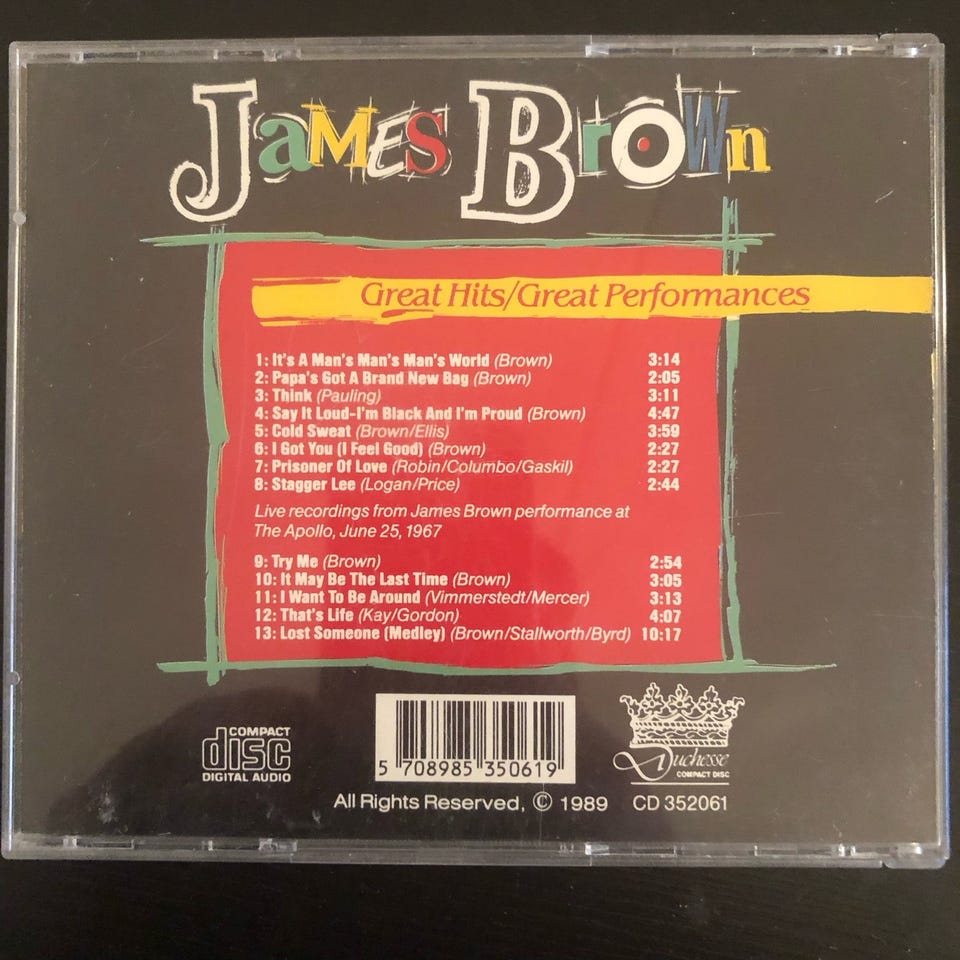 James Brown
Great Hits/Great Performances
1: It's A Man's Man's Man's World (Brown) 3:14
2: Papa's Got A Brand New Bag (Brown) 2:05
3: Think (Pauling) 3:11
4: Say It Loud-I'm Black And I'm Proud (Brown) 4:47
5: Cold Sweat (Brown/Ellis) 3:59
6: I Got You (I Feel Good) (Brown) 2:27
7: Prisoner Of Love (Robin/Columbo/Gaskil) 2:27
8: Stagger Lee (Logan/Price) 2:44
Live recordings from James Brown performance at
The Apollo, June 25, 1967
9: Try Me (Brown) 2:54
10: It May Be The Last Time (Brown) 3:05
11: I Want To Be Around (Vimmerstedt/Mercer) 3:13
12: That's Life (Kay/Gordon) 4:07
13: Lost Someone (Medley) (Brown/Stallworth/Byrd) 10:17
COMPACT
disc
DIGITAL AUDIO
5 708985 350619
Duchesse
COMPACT DISC
All Rights Reserved, © 1989 CD 352061